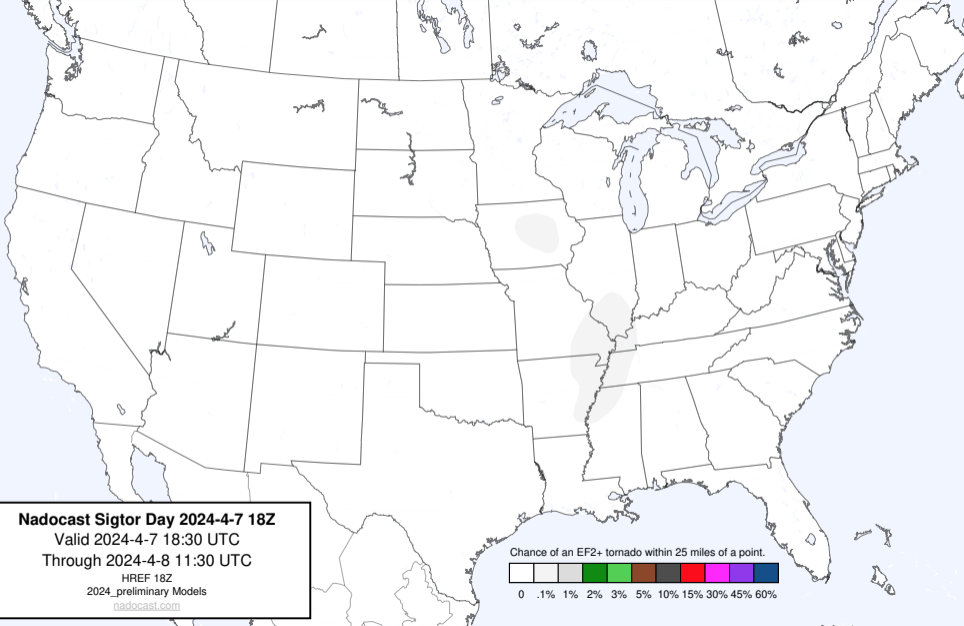 Nadocast Sigtor Day 2024-4-7 18Z
Valid 2024-4-7 18:30 UTC
Through 2024-4-8 11:30 UTC
HREF 18Z
2024_preliminary Models
nadocast.com
Chance of an EF2+ tornado within 25 miles of a point.
0 .1% 1% 2% 3% 5% 10% 15% 30% 45% 60%